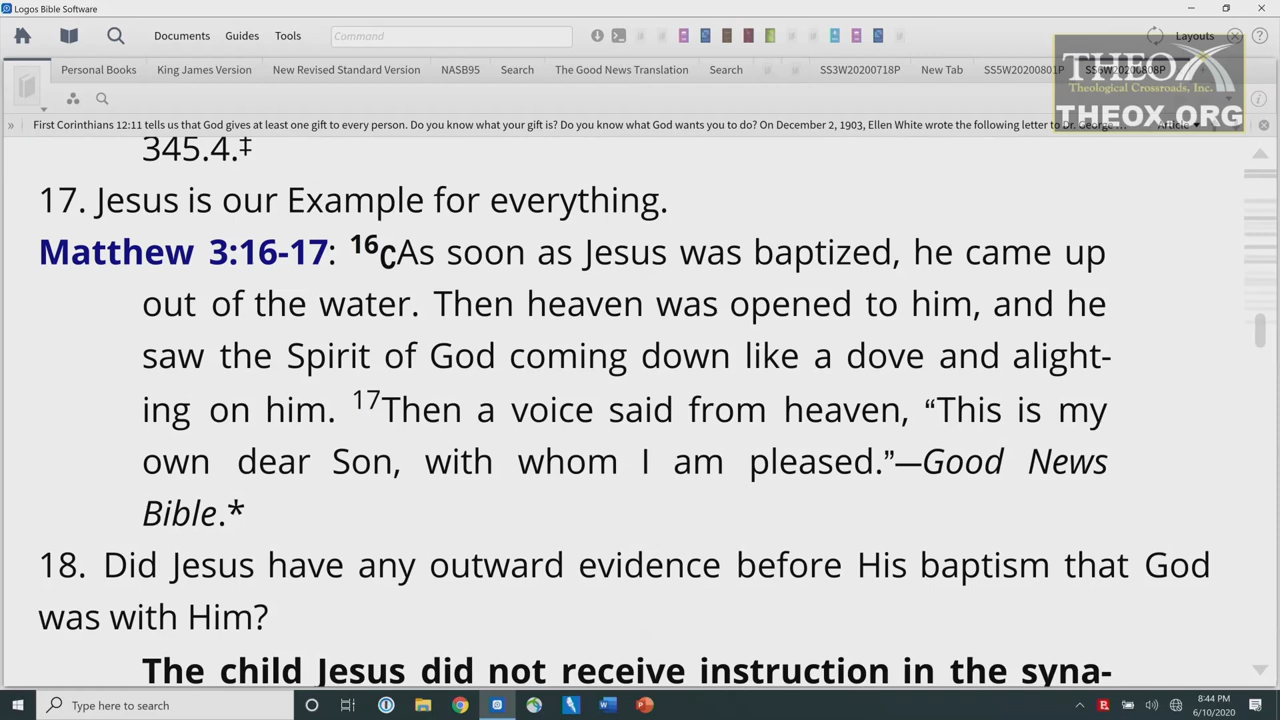 Logos Bible Software
Documents Guides Tools Command Layouts
Personal Books King James Version Search The Good News Translation Search SS3W20200718P New Tab SS5W20200801P SS6W20200808P
THEOX
Theological Crossroads, Inc.
THEOX.ORG
First Corinthians 12:11 tells us that God gives at least one gift to every person. Do you know what your gift is? Do you know what God wants you to do? On December 2, 1903, Ellen White wrote the following letter to Dr. George ... Article
345.4.‡
17. Jesus is our Example for everything.
Matthew 3:16-17: ¹⁶CAs soon as Jesus was baptized, he came up
out of the water. Then heaven was opened to him, and he
saw the Spirit of God coming down like a dove and alight-
ing on him. ¹⁷Then a voice said from heaven, “This is my
own dear Son, with whom I am pleased.”—Good News
Bible.*
18. Did Jesus have any outward evidence before His baptism that God
was with Him?
The child Jesus did not receive instruction in the syna-
Type here to search
8:44 PM
6/10/2020